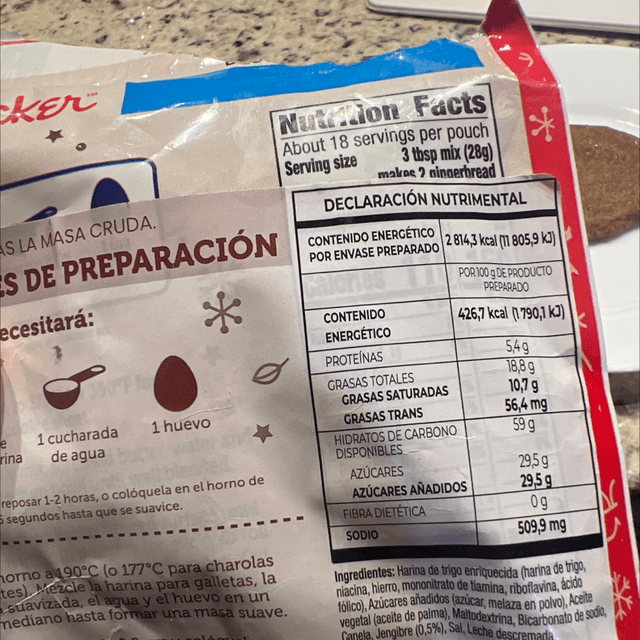 cker™
Nutrition Facts
About 18 servings per pouch
Serving size 3 tbsp mix (28g)
makes 2 gingerbread
AS LA MASA CRUDA.
ES DE PREPARACIÓN
ecesitará:
rina
1 cucharada
de agua
1 huevo
reposar 1-2 horas, o colóquela en el horno de
segundos hasta que se suavice.
horno a 190°C (o 177°C para charolas
tes). Mezcle la harina para galletas, la
suavizada, el agua y el huevo en un
mediano hasta formar una masa suave.
DECLARACIÓN NUTRIMENTAL
CONTENIDO ENERGÉTICO
POR ENVASE PREPARADO
2 814,3 kcal (11 805,9 kJ)
POR 100 g DE PRODUCTO
PREPARADO
CONTENIDO
ENERGÉTICO
426,7 kcal (1 790,1 kJ)
PROTEÍNAS 5,4 g
GRASAS TOTALES 18,8 g
GRASAS SATURADAS 10,7 g
GRASAS TRANS 56,4 mg
HIDRATOS DE CARBONO
DISPONIBLES
59 g
AZÚCARES 29,5 g
AZÚCARES AÑADIDOS 29,5 g
FIBRA DIETÉTICA 0 g
SODIO 509,9 mg
Ingredientes: Harina de trigo enriquecida (harina de trigo,
niacina, hierro, mononitrato de tiamina, riboflavina, ácido
fólico), Azúcares añadidos (azúcar, melaza en polvo), Aceite
vegetal (aceite de palma), Maltodextrina, Bicarbonato de sodio,
Canela, Jengibre (0,5%), Sal, Leche descremada